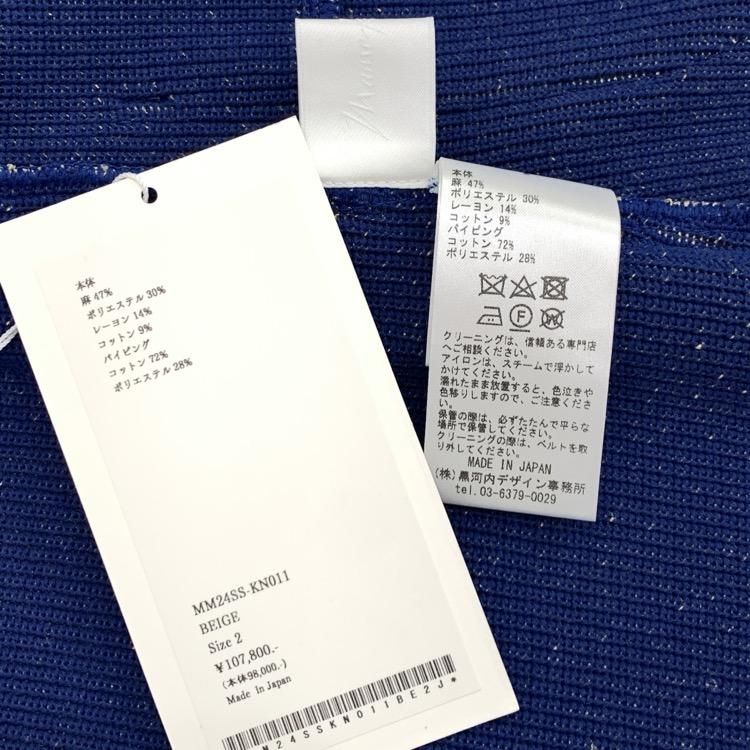 本体
麻 47%
ポリエステル 30%
レーヨン 14%
コットン 9%
パイピング
コットン 72%
ポリエステル 28%
MM24SS-KN011
BEIGE
Size 2
¥107,800.-
(本体98,000.-)
Made In Japan
M24SSKN011BE2J*
本体
麻 47%
ポリエステル 30%
レーヨン 14%
コットン 9%
パイピング
コットン 72%
ポリエステル 28%
クリーニングは、信頼ある専門店
へご相談ください。
アイロンは、スチームで浮かして
かけてください。
濡れたまま放置すると、色泣きや
色移りしますので、ご注意くださ
い。
保管の際は、必ずたたんで平らな
場所で保管してください。
クリーニングの際は、ベルトを取
り外してください。
MADE IN JAPAN
(株)黒河内デザイン事務所
tel.03-6379-0029